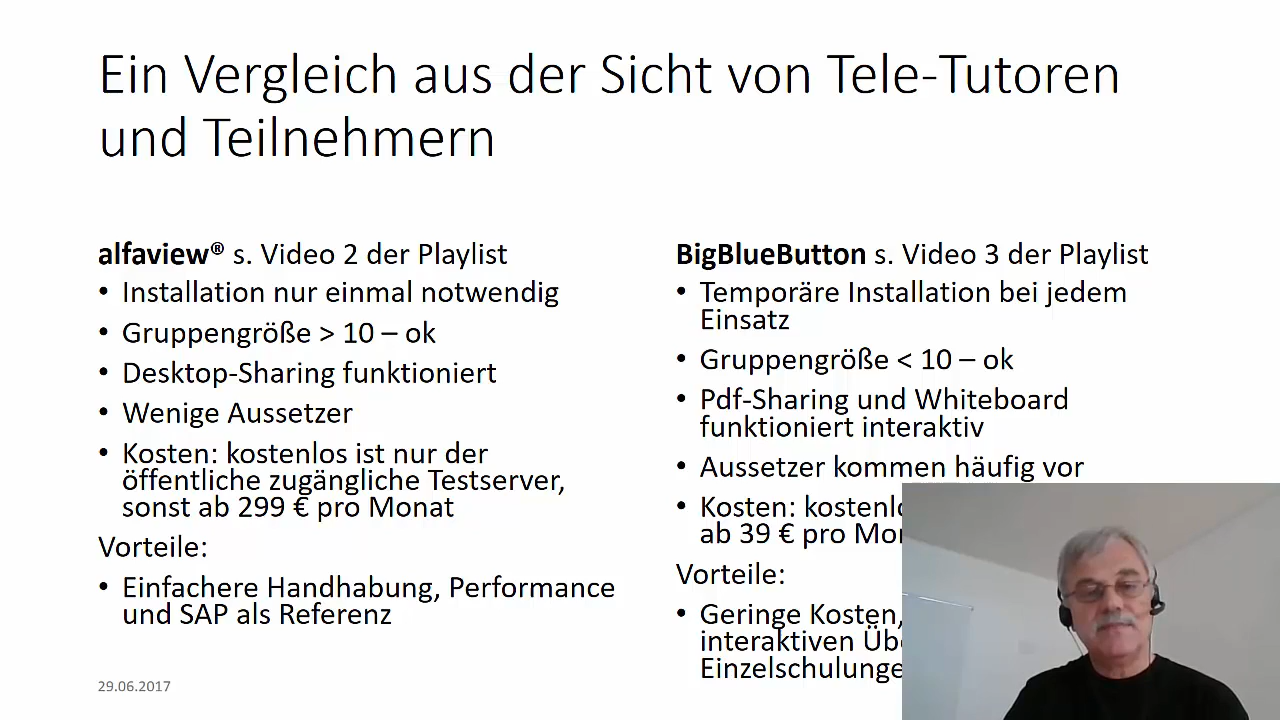 Ein Vergleich aus der Sicht von Tele-Tutoren
und Teilnehmern
alfaview® s. Video 2 der Playlist
• Installation nur einmal notwendig
• Gruppengröße > 10 – ok
• Desktop-Sharing funktioniert
• Wenige Aussetzer
• Kosten: kostenlos ist nur der
öffentliche zugängliche Testserver,
sonst ab 299 € pro Monat
Vorteile:
• Einfachere Handhabung, Performance
und SAP als Referenz
BigBlueButton s. Video 3 der Playlist
• Temporäre Installation bei jedem
Einsatz
• Gruppengröße < 10 – ok
• Pdf-Sharing und Whiteboard
funktioniert interaktiv
• Aussetzer kommen häufig vor
• Kosten:
ab 39 € pro
Vorteile:
• Geringe Kosten,
interaktiven
29.06.2017